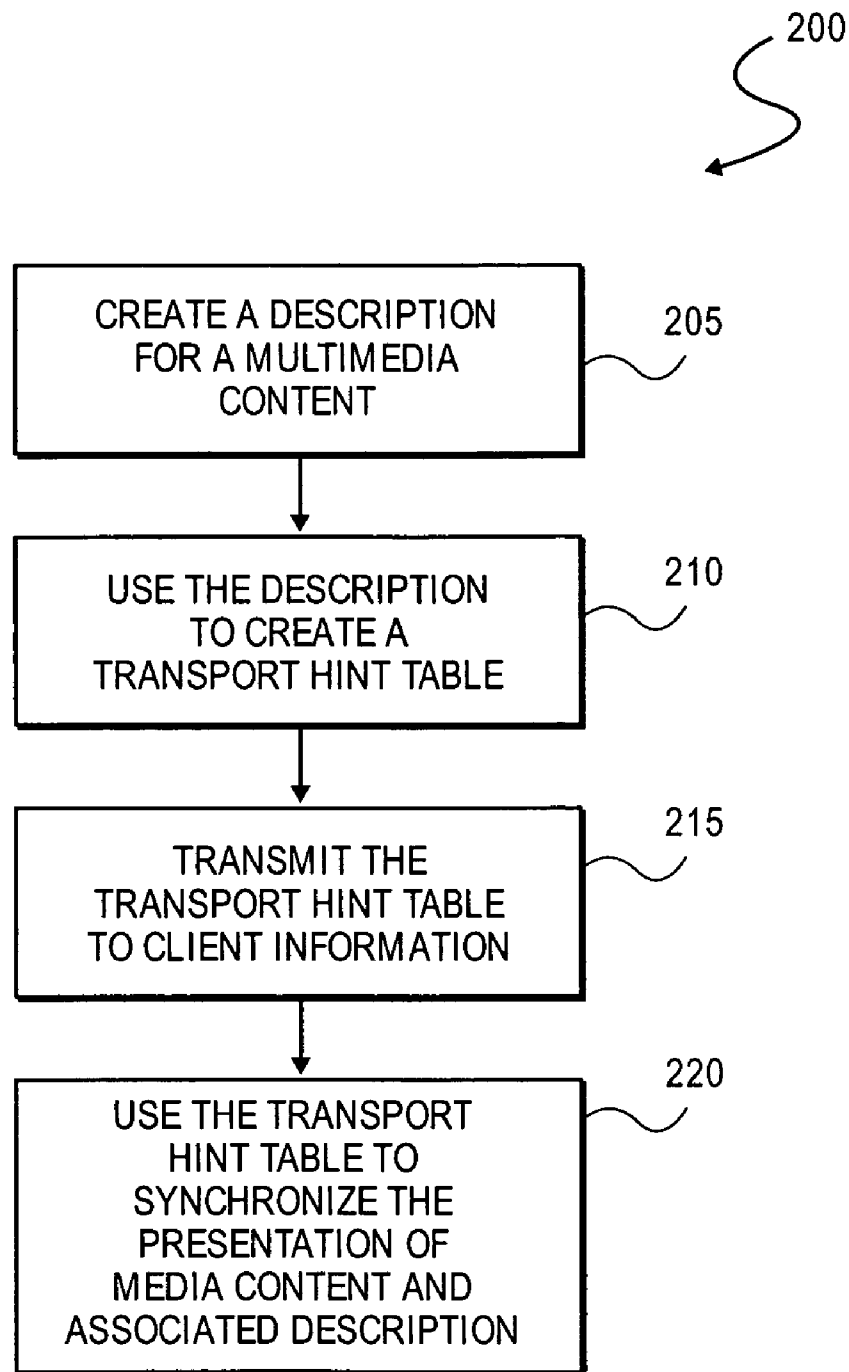 200
CREATE A DESCRIPTION
FOR A MULTIMEDIA
CONTENT
205
USE THE DESCRIPTION
TO CREATE A
TRANSPORT HINT TABLE
210
TRANSMIT THE
TRANSPORT HINT TABLE
TO CLIENT INFORMATION
215
USE THE TRANSPORT
HINT TABLE TO
SYNCHRONIZE THE
PRESENTATION OF
MEDIA CONTENT AND
ASSOCIATED DESCRIPTION
220